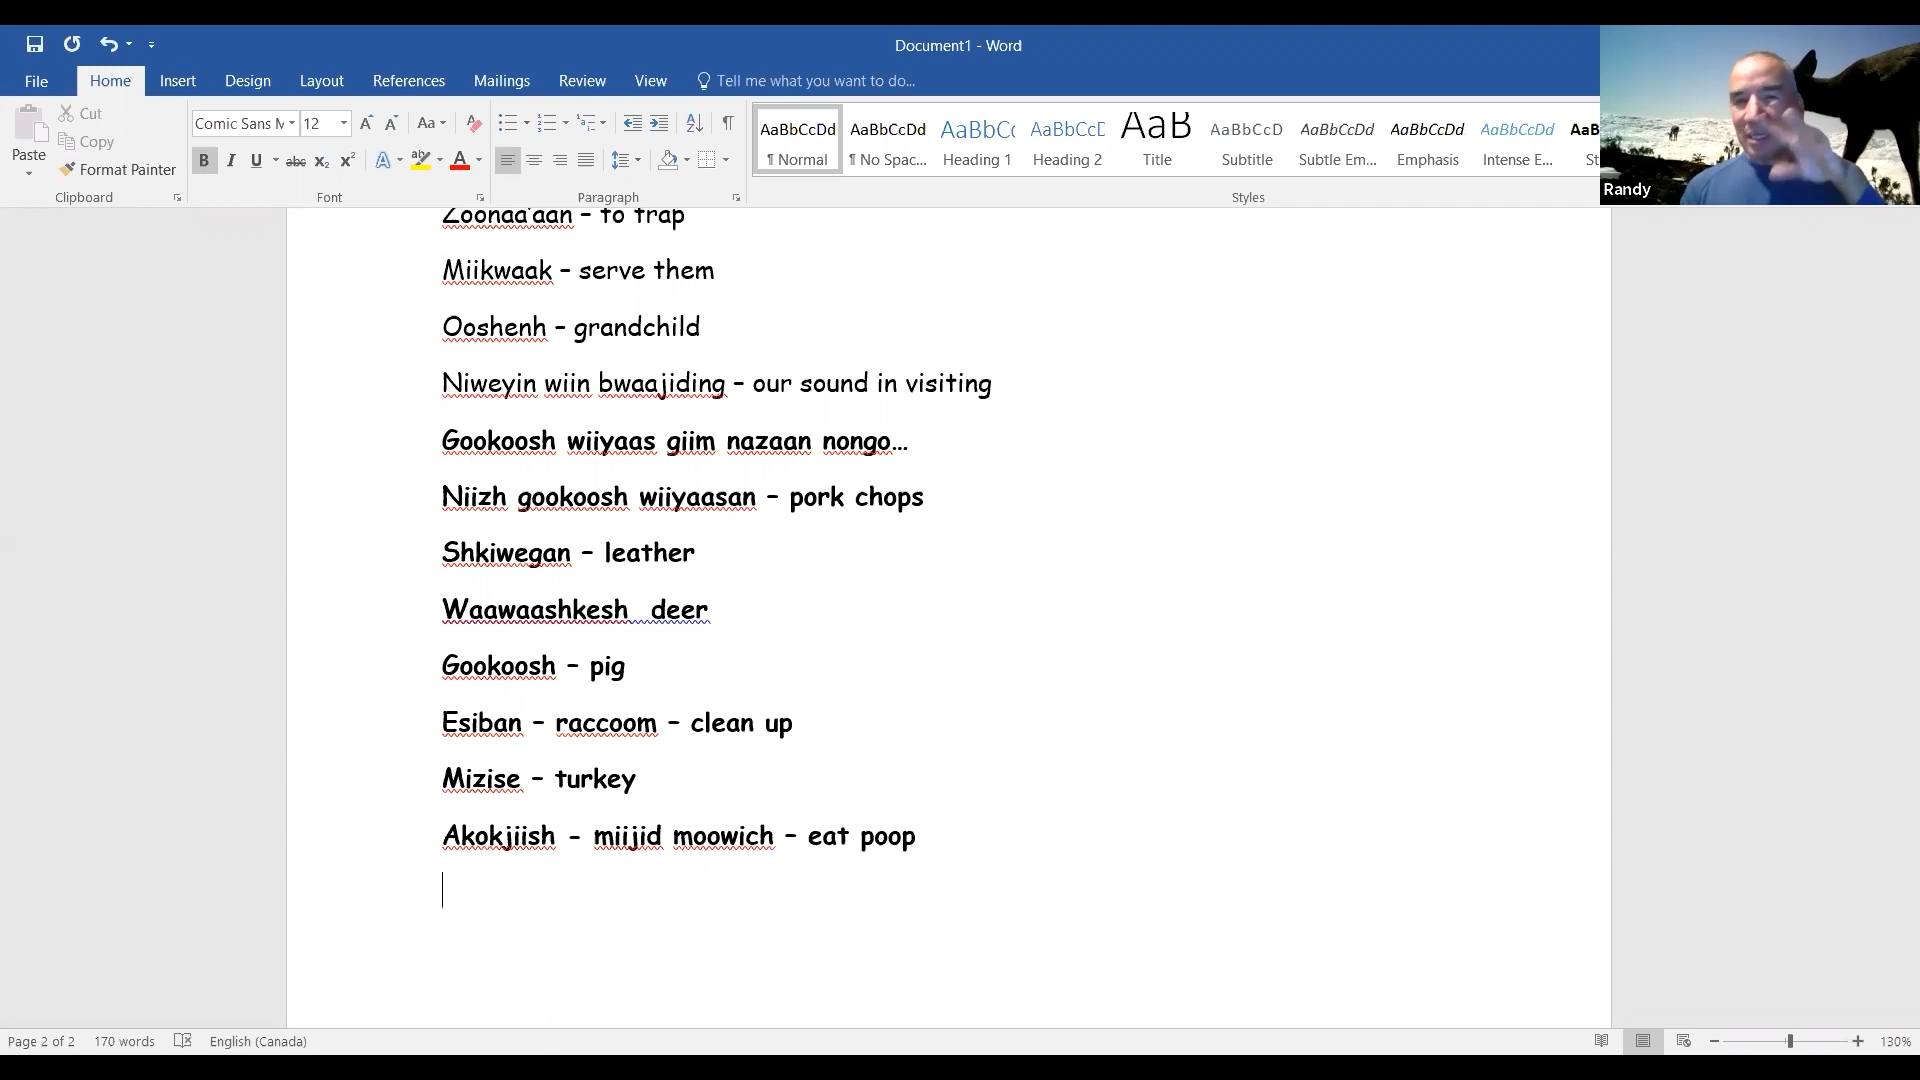 Document1 - Word
File Home Insert Design Layout References Mailings Review View Tell me what you want to do...
Paste
Cut
Copy
Format Painter
Clipboard
Comic Sans M 12
Font
Paragraph
AaBbCcDd AaBbCcDd AaBbCc AaBbCcD AaB AaBbCcD AaBbCcDd AaBbCcDd AaBbCcDd AaBb
¶ Normal ¶ No Spac... Heading 1 Heading 2 Title Subtitle Subtle Em... Emphasis Intense E... St
Styles
Randy
Zoonaa'aan – to trap
Miikwaak – serve them
Ooshenh – grandchild
Niweyin wiin bwaajiding – our sound in visiting
Gookoosh wiiyaas giim nazaan nongo...
Niizh gookoosh wiiyaasan – pork chops
Shkiwegan – leather
Waawaashkesh deer
Gookoosh – pig
Esiban – raccoom – clean up
Mizise – turkey
Akokjiish - miijid moowich – eat poop
Page 2 of 2 170 words English (Canada) 130%